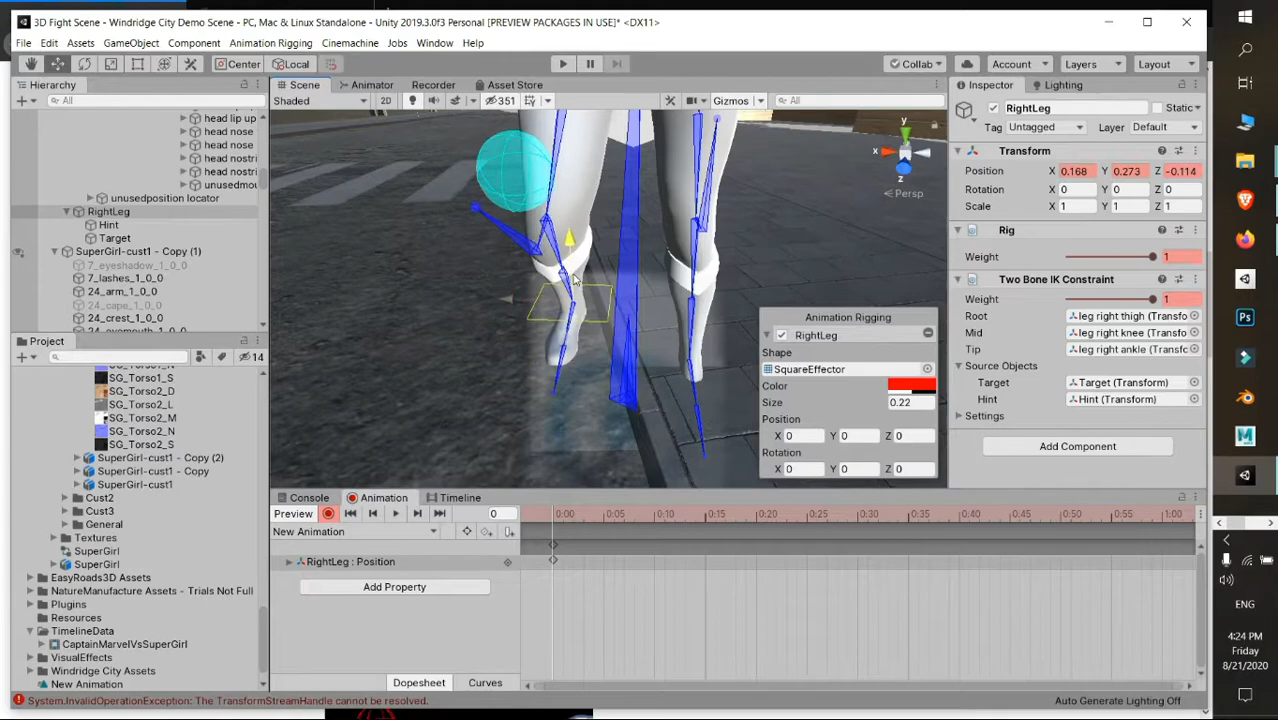 3D Fight Scene - Windridge City Demo Scene - PC, Mac & Linux Standalone - Unity 2019.3.0f3 Personal [PREVIEW PACKAGES IN USE]* <DX11>
File Edit Assets GameObject Component Animation Rigging Cinemachine Jobs Window Help
Center Local Collab Account Layers Layout
Hierarchy
All
head lip up
head nose
head nose
head nose
head nostri
head nostri
unusedmou
unusedposition locator
RightLeg
Hint
Target
SuperGirl-cust1 - Copy (1)
7_eyeshadow_1_0_0
7_lashes_1_0_0
24_arm_1_0_0
24_cape_1_0_0
24_crest_1_0_0
24_eyemouth_1_0_0
Project
14
SG_Torso1_N
SG_Torso1_S
SG_Torso2_D
SG_Torso2_L
SG_Torso2_M
SG_Torso2_N
SG_Torso2_S
SuperGirl-cust1 - Copy (2)
SuperGirl-cust1 - Copy
SuperGirl-cust1
Cust2
Cust3
General
Textures
SuperGirl
SuperGirl
EasyRoads3D Assets
NatureManufacture Assets - Trials Not Full
Plugins
Resources
TimelineData
CaptainMarvelVsSuperGirl
VisualEffects
Windridge City Assets
New Animation
Scene Animator Recorder Asset Store
Shaded 2D 351 Gizmos All
y
x
z
Persp
Animation Rigging
RightLeg
Shape
SquareEffector
Color
Size 0.22
Position
X 0 Y 0 Z 0
Rotation
X 0 Y 0 Z 0
Inspector Lighting
RightLeg Static
Tag Untagged Layer Default
Transform
Position X 0.168 Y 0.273 Z -0.114
Rotation X 0 Y 0 Z 0
Scale X 1 Y 1 Z 1
Rig
Weight 1
Two Bone IK Constraint
Weight 1
Root leg right thigh (Transfo
Mid leg right knee (Transfo
Tip leg right ankle (Transfc
Source Objects
Target Target (Transform)
Hint Hint (Transform)
Settings
Add Component
Console Animation Timeline
Preview 0 0:00 0:05 0:10 0:15 0:20 0:25 0:30 0:35 0:40 0:45 0:50 0:55 1:00
New Animation
RightLeg : Position
Add Property
Dopesheet Curves
System.InvalidOperationException: The TransformStreamHandle cannot be resolved.
Auto Generate Lighting Off
Ps
ENG
4:24 PM
Friday
8/21/2020